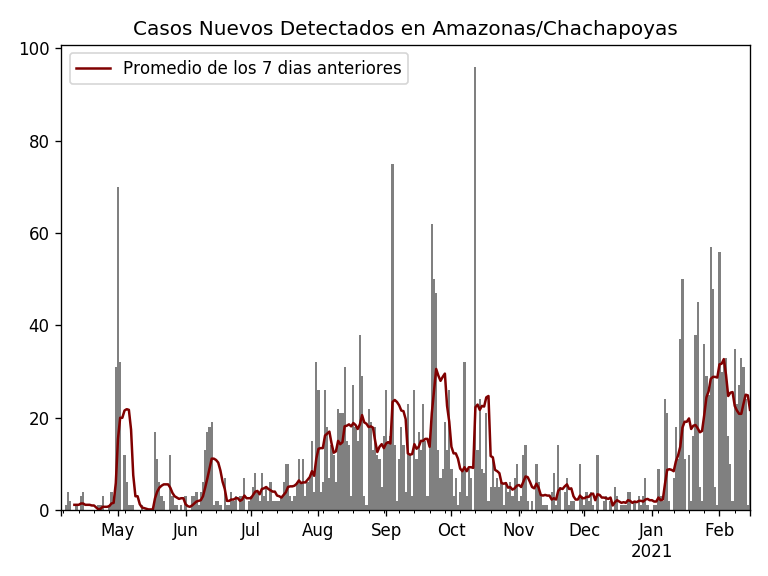 Casos Nuevos Detectados en Amazonas/Chachapoyas
Promedio de los 7 dias anteriores
100
80
60
40
20
0
May Jun Jul Aug Sep Oct Nov Dec Jan Feb
2021